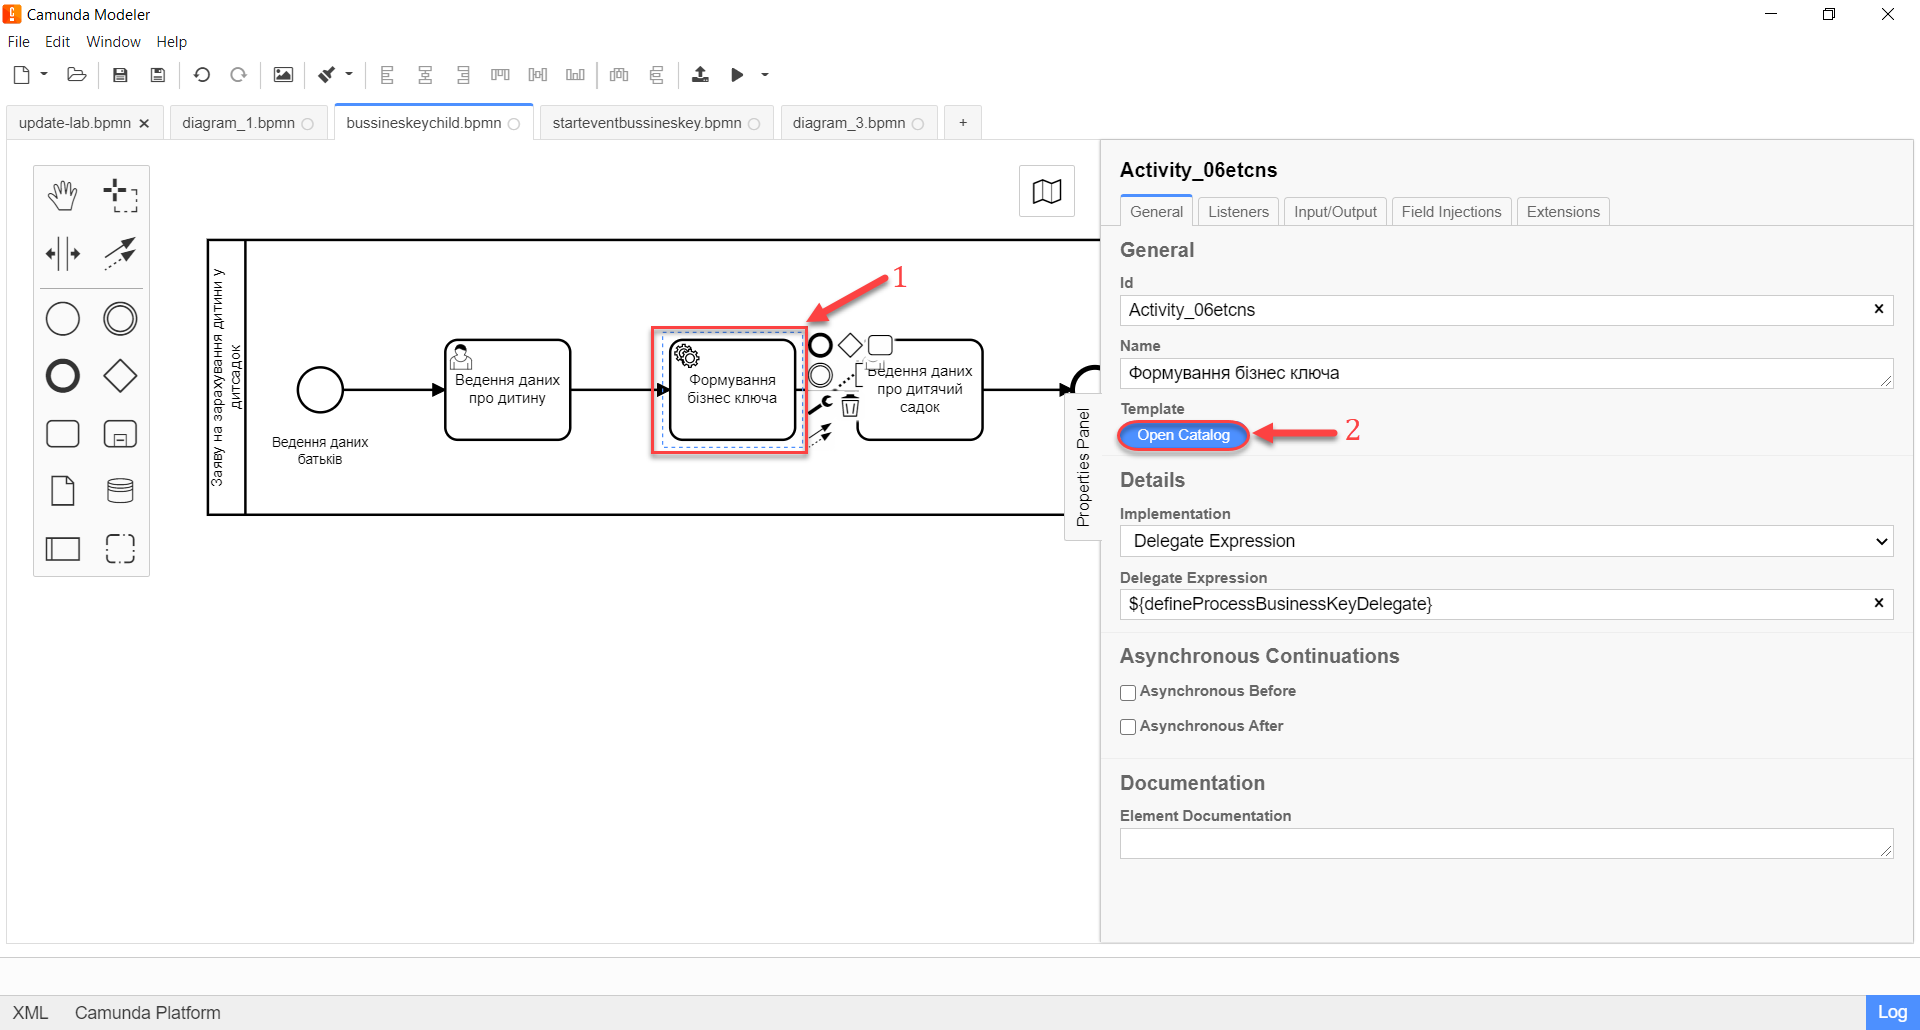 Camunda Modeler
File Edit Window Help
update-lab.bpmn
diagram_1.bpmn
bussineskeychild.bpmn
starteventbussineskey.bpmn
diagram_3.bpmn
+
Заяву на зарахування дитини у
дитсадок
Ведення даних
батьків
Ведення даних
про дитину
Формування
бізнес ключа
Ведення даних
про дитячий
садок
1
Properties Panel
Activity_06etcns
General Listeners Input/Output Field Injections Extensions
General
Id
Activity_06etcns
Name
Формування бізнес ключа
Template
Open Catalog
2
Details
Implementation
Delegate Expression
Delegate Expression
${defineProcessBusinessKeyDelegate}
Asynchronous Continuations
Asynchronous Before
Asynchronous After
Documentation
Element Documentation
XML Camunda Platform
Log